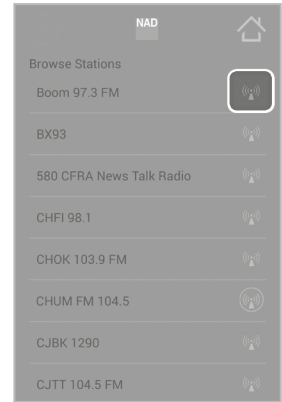 NAD
Browse Stations
Boom 97.3 FM
BX93
580 CFRA News Talk Radio
CHFI 98.1
CHOK 103.9 FM
CHUM FM 104.5
CJBK 1290
CJTT 104.5 FM